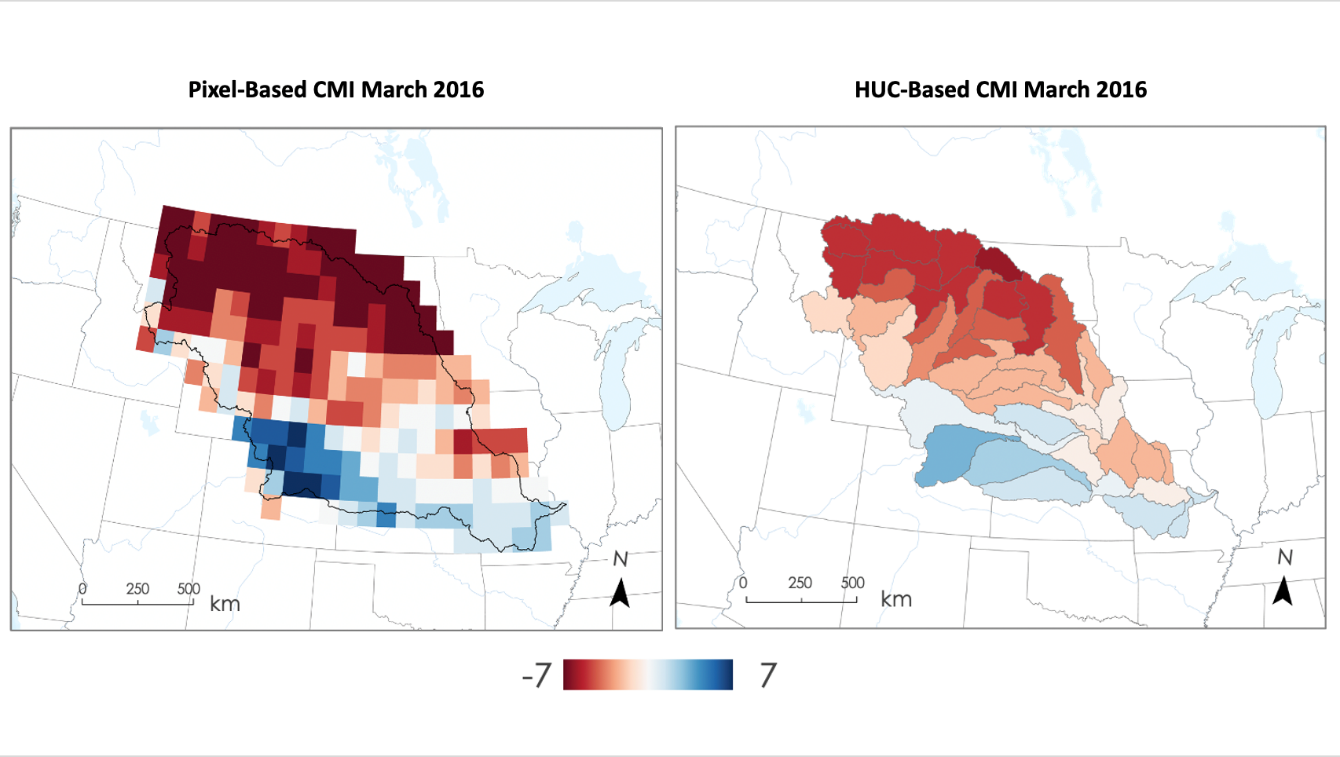 Pixel-Based CMI March 2016
HUC-Based CMI March 2016
N
N
0 250 500
km
0 250 500
km
-7 7